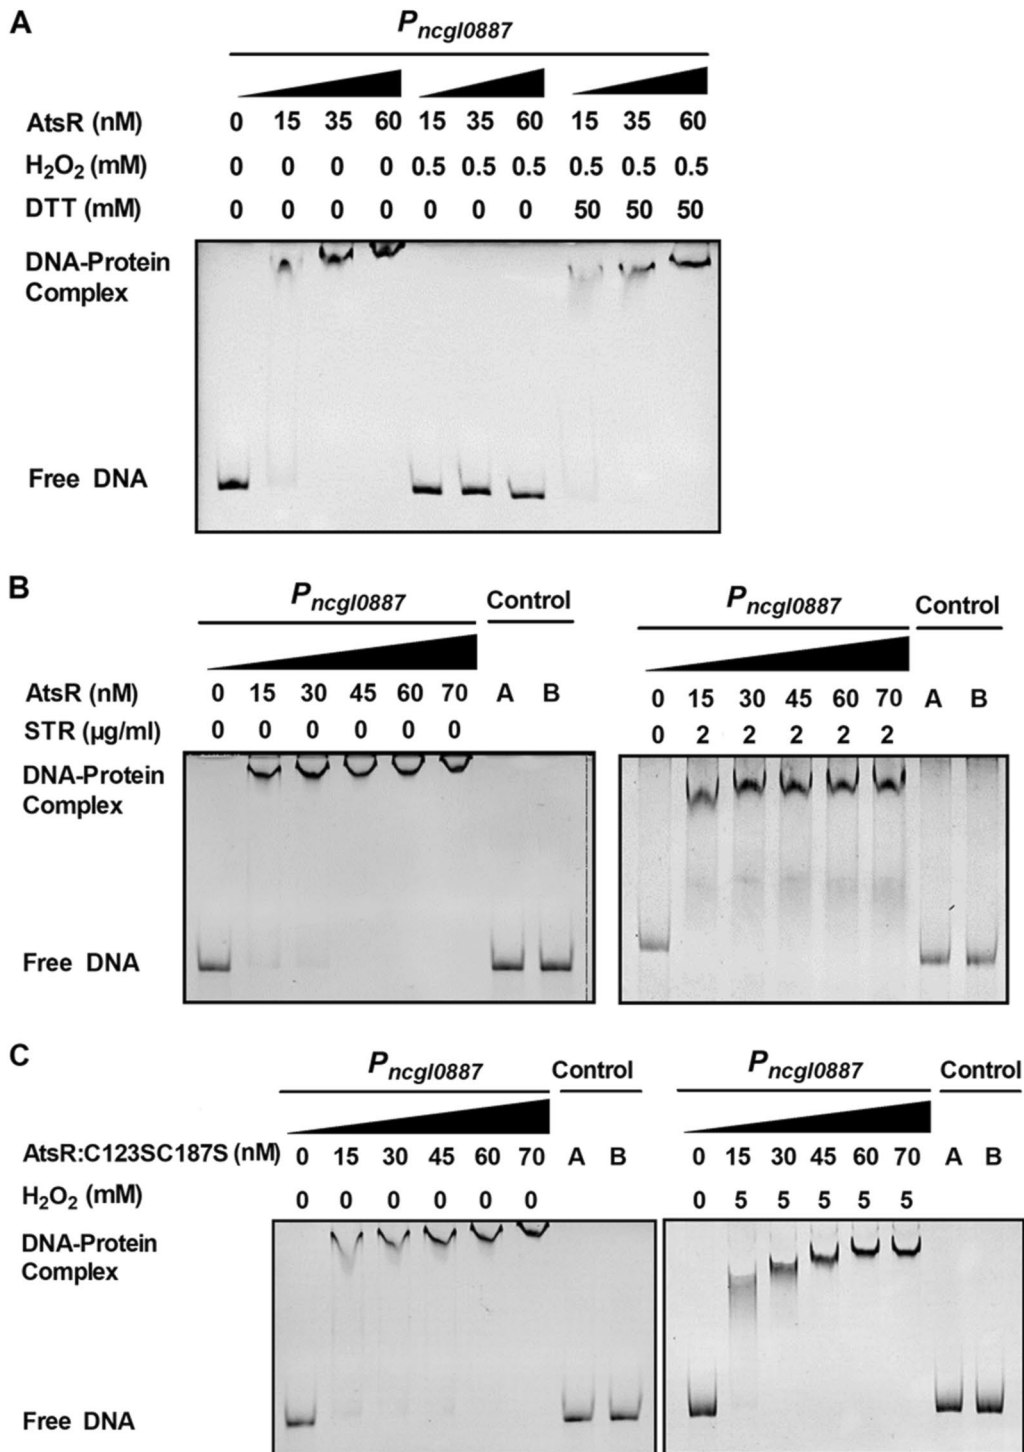 A
Pncgl0887
AtsR (nM) 0 15 35 60 15 35 60 15 35 60
H2O2 (mM) 0 0 0 0 0.5 0.5 0.5 0.5 0.5 0.5
DTT (mM) 0 0 0 0 0 0 0 50 50 50
DNA-Protein
Complex
Free DNA
B
Pncgl0887 Control Pncgl0887 Control
AtsR (nM) 0 15 30 45 60 70 A B 0 15 30 45 60 70 A B
STR (µg/ml) 0 0 0 0 0 0 0 2 2 2 2 2
DNA-Protein
Complex
Free DNA
C
Pncgl0887 Control Pncgl0887 Control
AtsR:C123SC187S (nM) 0 15 30 45 60 70 A B 0 15 30 45 60 70 A B
H2O2 (mM) 0 0 0 0 0 0 0 5 5 5 5 5
DNA-Protein
Complex
Free DNA